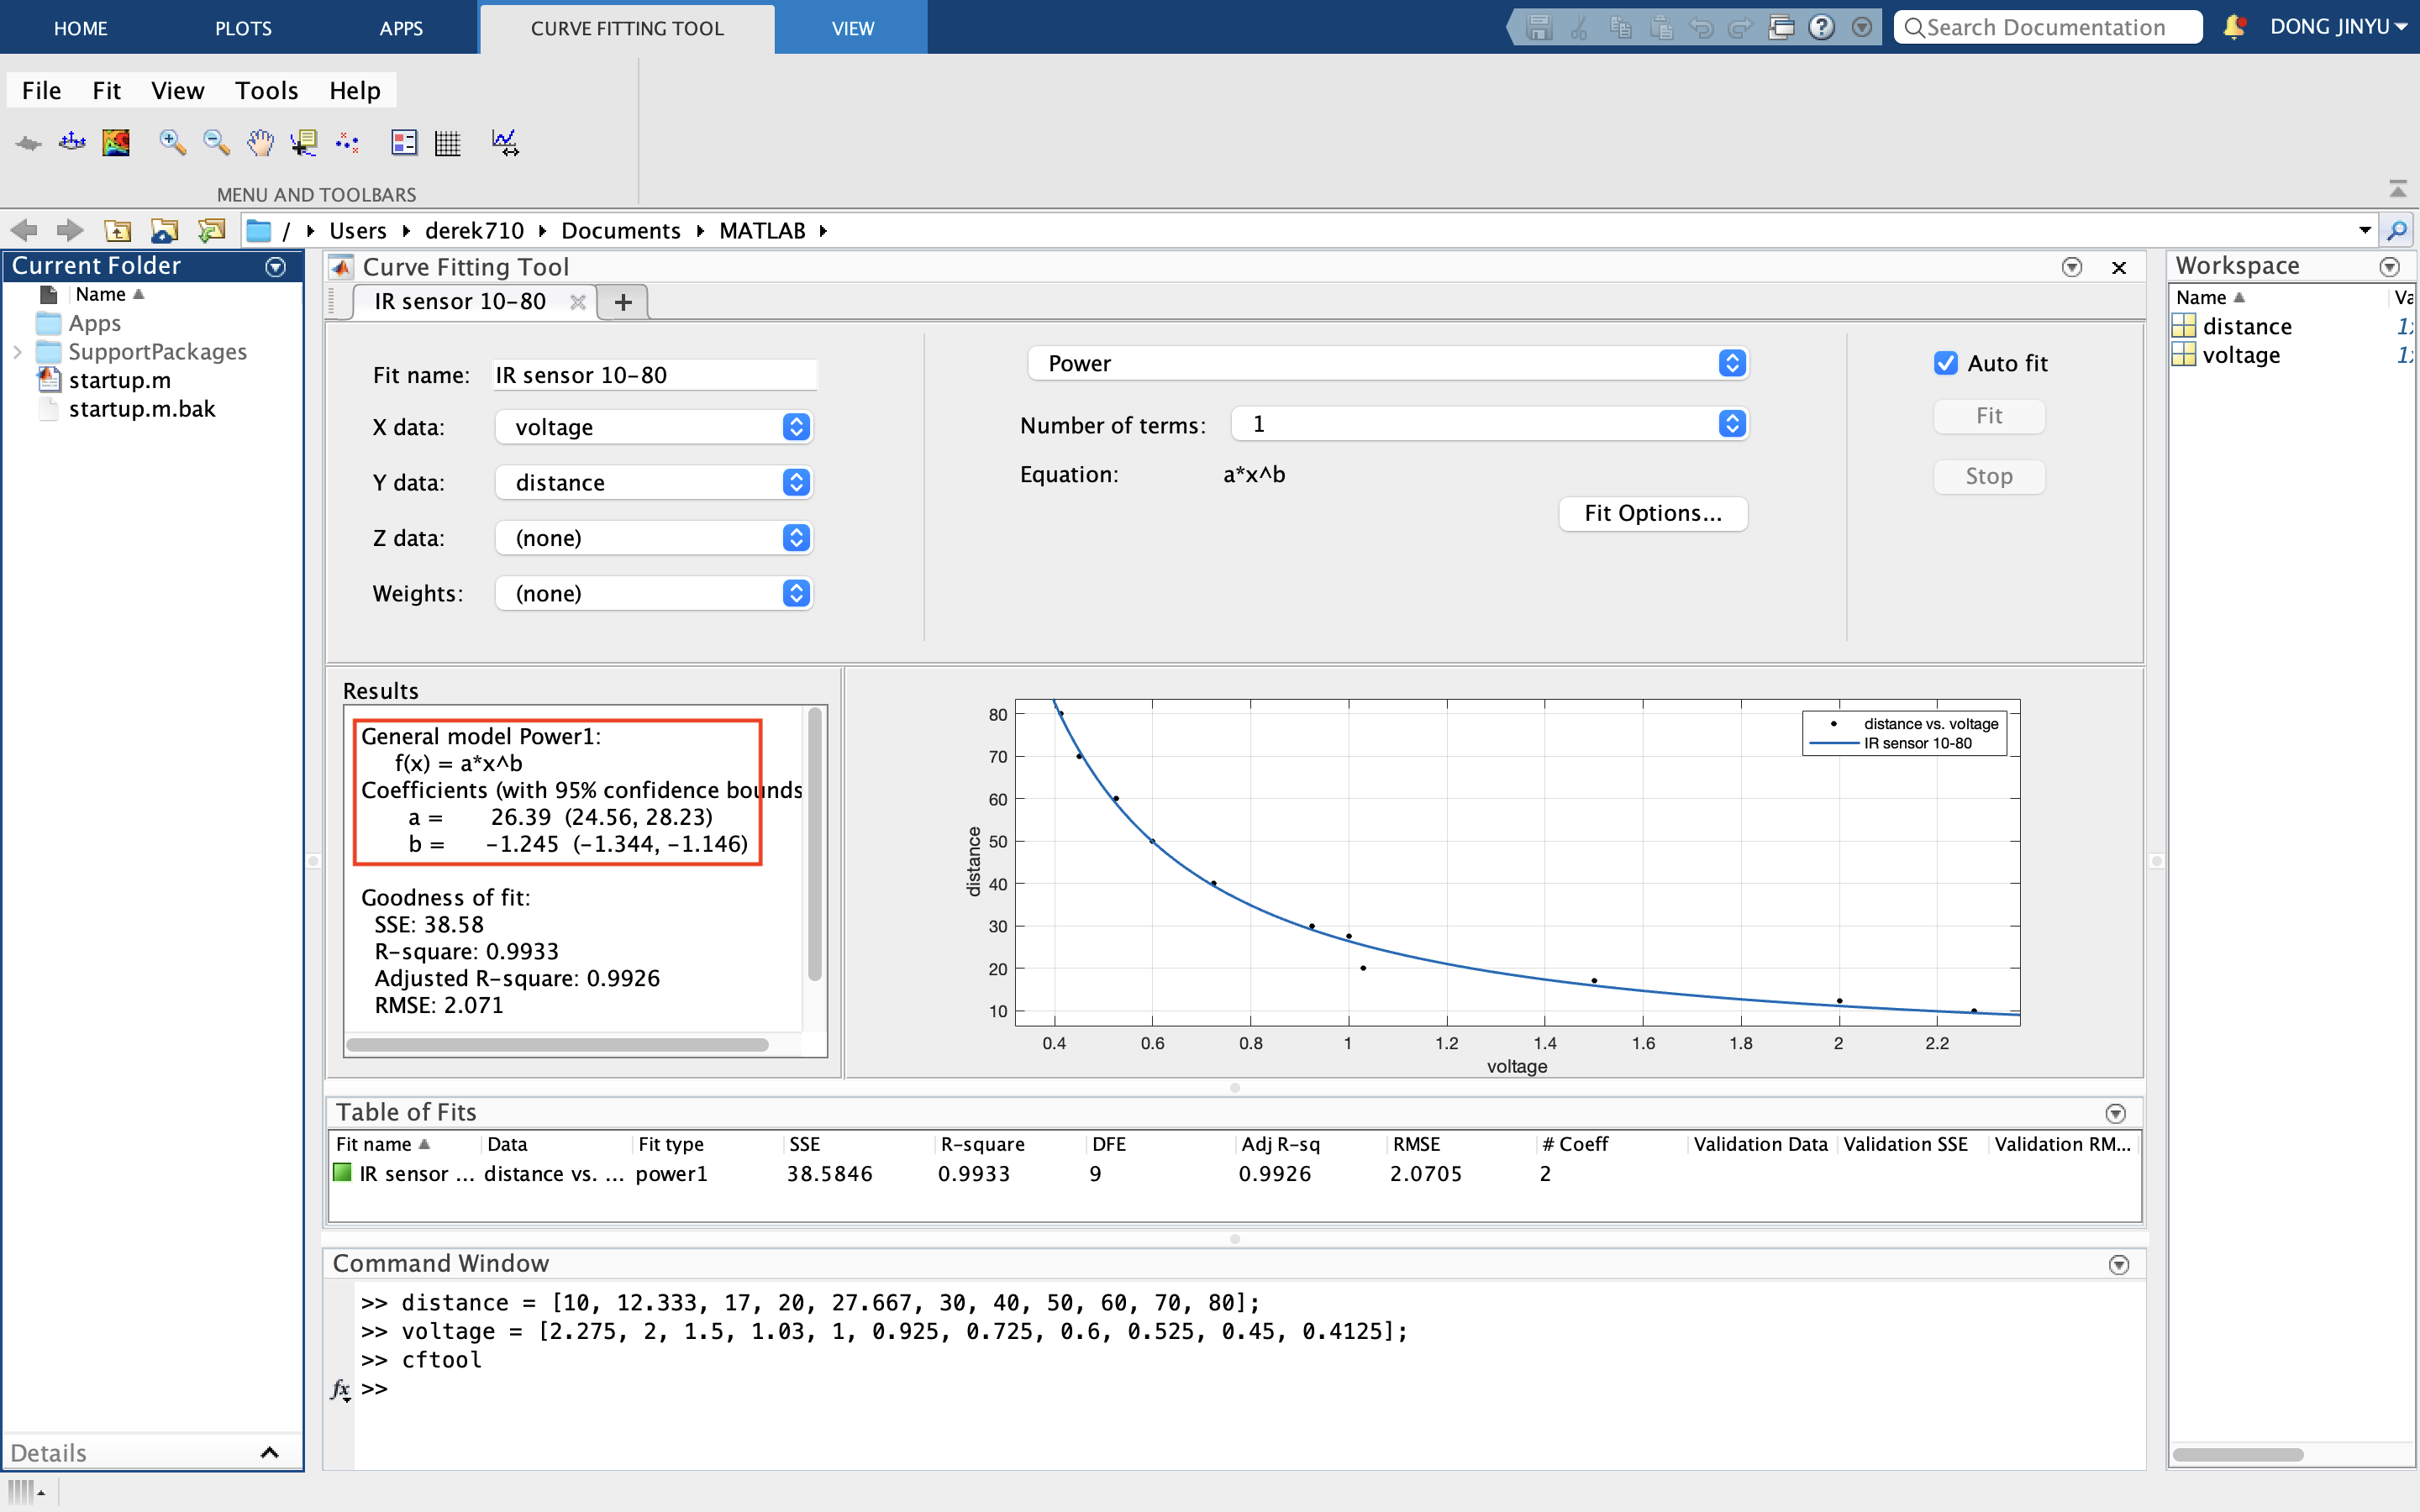 HOME PLOTS APPS CURVE FITTING TOOL VIEW Search Documentation DONG JINYU
File Fit View Tools Help
MENU AND TOOLBARS
/ Users derek710 Documents MATLAB
Current Folder
Name
Apps
SupportPackages
startup.m
startup.m.bak
Details
Curve Fitting Tool
IR sensor 10-80 +
Fit name: IR sensor 10-80
X data: voltage
Y data: distance
Z data: (none)
Weights: (none)
Power
Number of terms: 1
Equation: a*x^b
Fit Options...
Auto fit
Fit
Stop
Results
General model Power1:
f(x) = a*x^b
Coefficients (with 95% confidence bounds
a = 26.39 (24.56, 28.23)
b = -1.245 (-1.344, -1.146)
Goodness of fit:
SSE: 38.58
R-square: 0.9933
Adjusted R-square: 0.9926
RMSE: 2.071
distance vs. voltage
IR sensor 10-80
80
70
60
50
40
30
20
10
distance
0.4 0.6 0.8 1 1.2 1.4 1.6 1.8 2 2.2
voltage
Table of Fits
Fit name Data Fit type SSE R-square DFE Adj R-sq RMSE # Coeff Validation Data Validation SSE Validation RM...
IR sensor ... distance vs. ... power1 38.5846 0.9933 9 0.9926 2.0705 2
Command Window
>> distance = [10, 12.333, 17, 20, 27.667, 30, 40, 50, 60, 70, 80];
>> voltage = [2.275, 2, 1.5, 1.03, 1, 0.925, 0.725, 0.6, 0.525, 0.45, 0.4125];
>> cftool
fx >>
Workspace
Name Va
distance 1
voltage 1